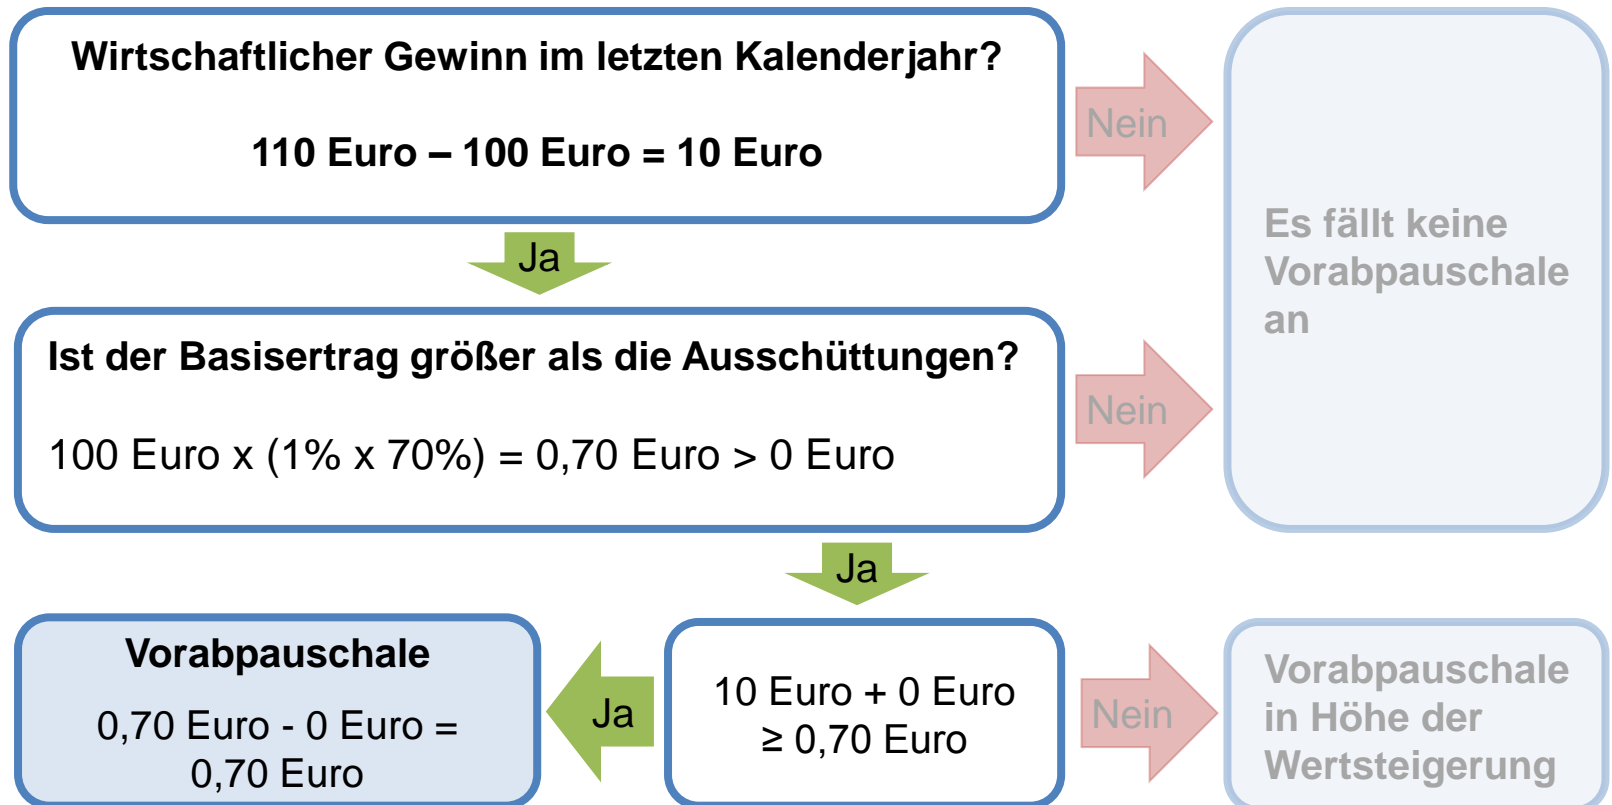 Wirtschaftlicher Gewinn im letzten Kalenderjahr?
110 Euro – 100 Euro = 10 Euro
Nein
Es fällt keine
Vorabpauschale
an
Ja
Ist der Basisertrag größer als die Ausschüttungen?
100 Euro x (1% x 70%) = 0,70 Euro > 0 Euro
Nein
Ja
Vorabpauschale
0,70 Euro - 0 Euro =
0,70 Euro
Ja
10 Euro + 0 Euro
≥ 0,70 Euro
Nein
Vorabpauschale
in Höhe der
Wertsteigerung